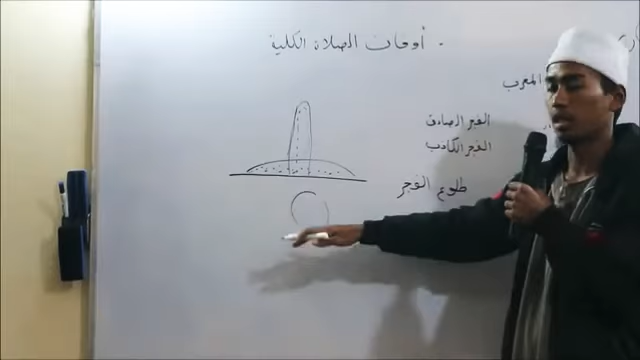 . أوقات الصلاة الكلية
المغرب
الفجر الصادق
الفجر الكاذب
طلوع الفجر